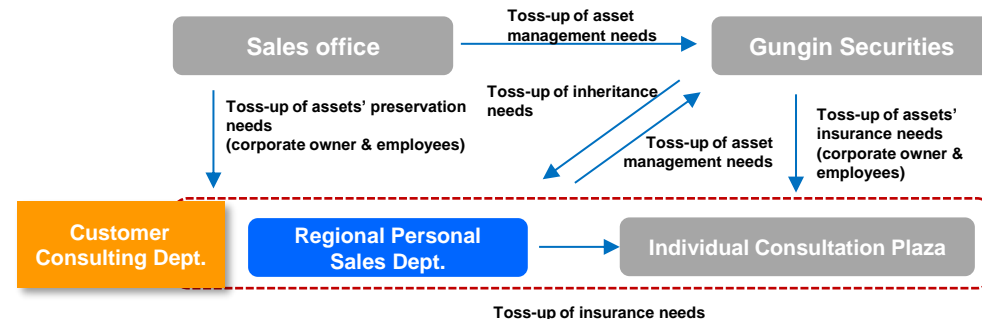 Toss-up of asset
management needs
Sales office
Gungin Securities
Toss-up of assets' preservation
needs
(corporate owner & employees)
Toss-up of inheritance
needs
Toss-up of asset
management needs
Toss-up of assets'
insurance needs
(corporate owner &
employees)
Customer
Consulting Dept.
Regional Personal
Sales Dept.
Individual Consultation Plaza
Toss-up of insurance needs